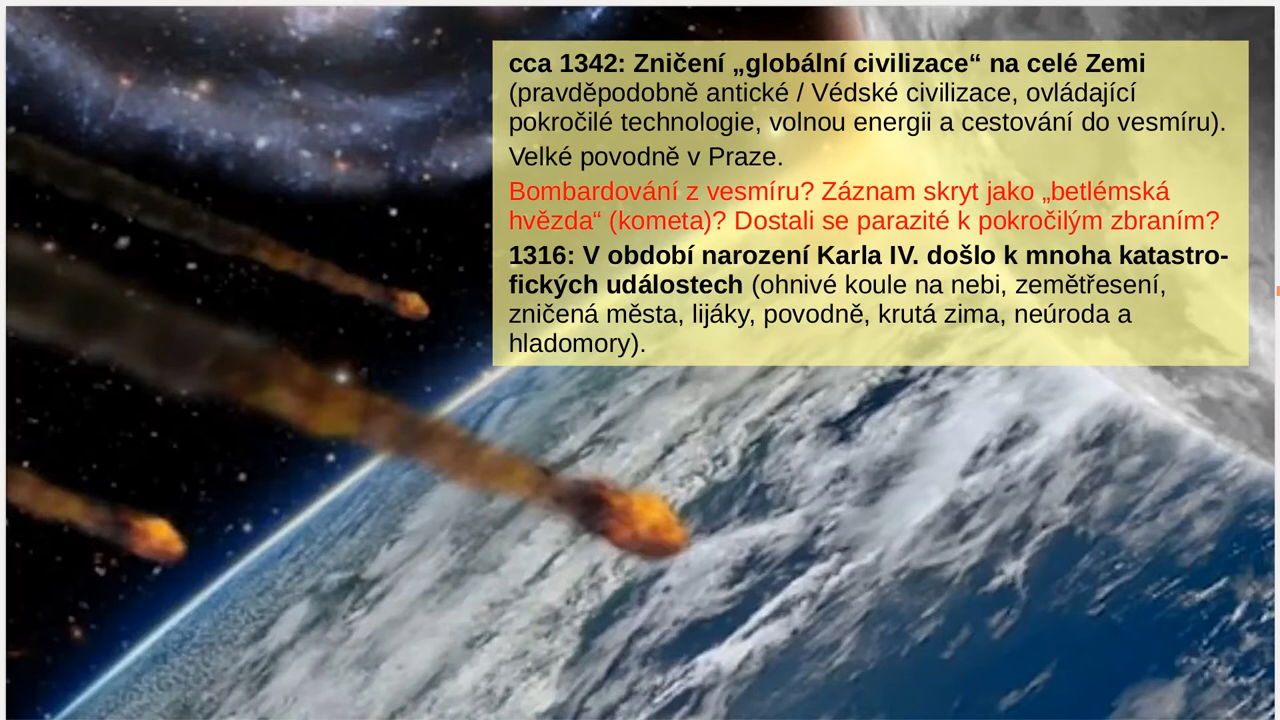 cca 1342: Zničení „globální civilizace“ na celé Zemi
(pravděpodobně antické / Védské civilizace, ovládající
pokročilé technologie, volnou energii a cestování do vesmíru).
Velké povodně v Praze.
Bombardování z vesmíru? Záznam skryt jako „betlémská
hvězda“ (kometa)? Dostali se parazité k pokročilým zbraním?
1316: V období narození Karla IV. došlo k mnoha katastro-
fických událostech (ohnivé koule na nebi, zemětřesení,
zničená města, lijáky, povodně, krutá zima, neúroda a
hladomory).